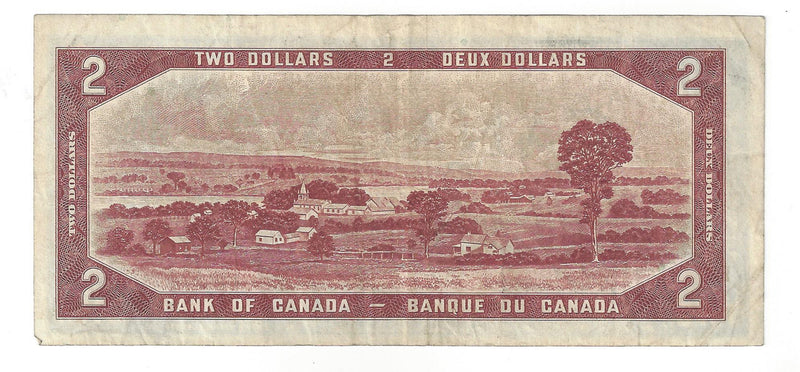 TWO DOLLARS 2 DEUX DOLLARS
2 2
TWO DOLLARS
DEUX DOLLARS
2 2
BANK OF CANADA — BANQUE DU CANADA